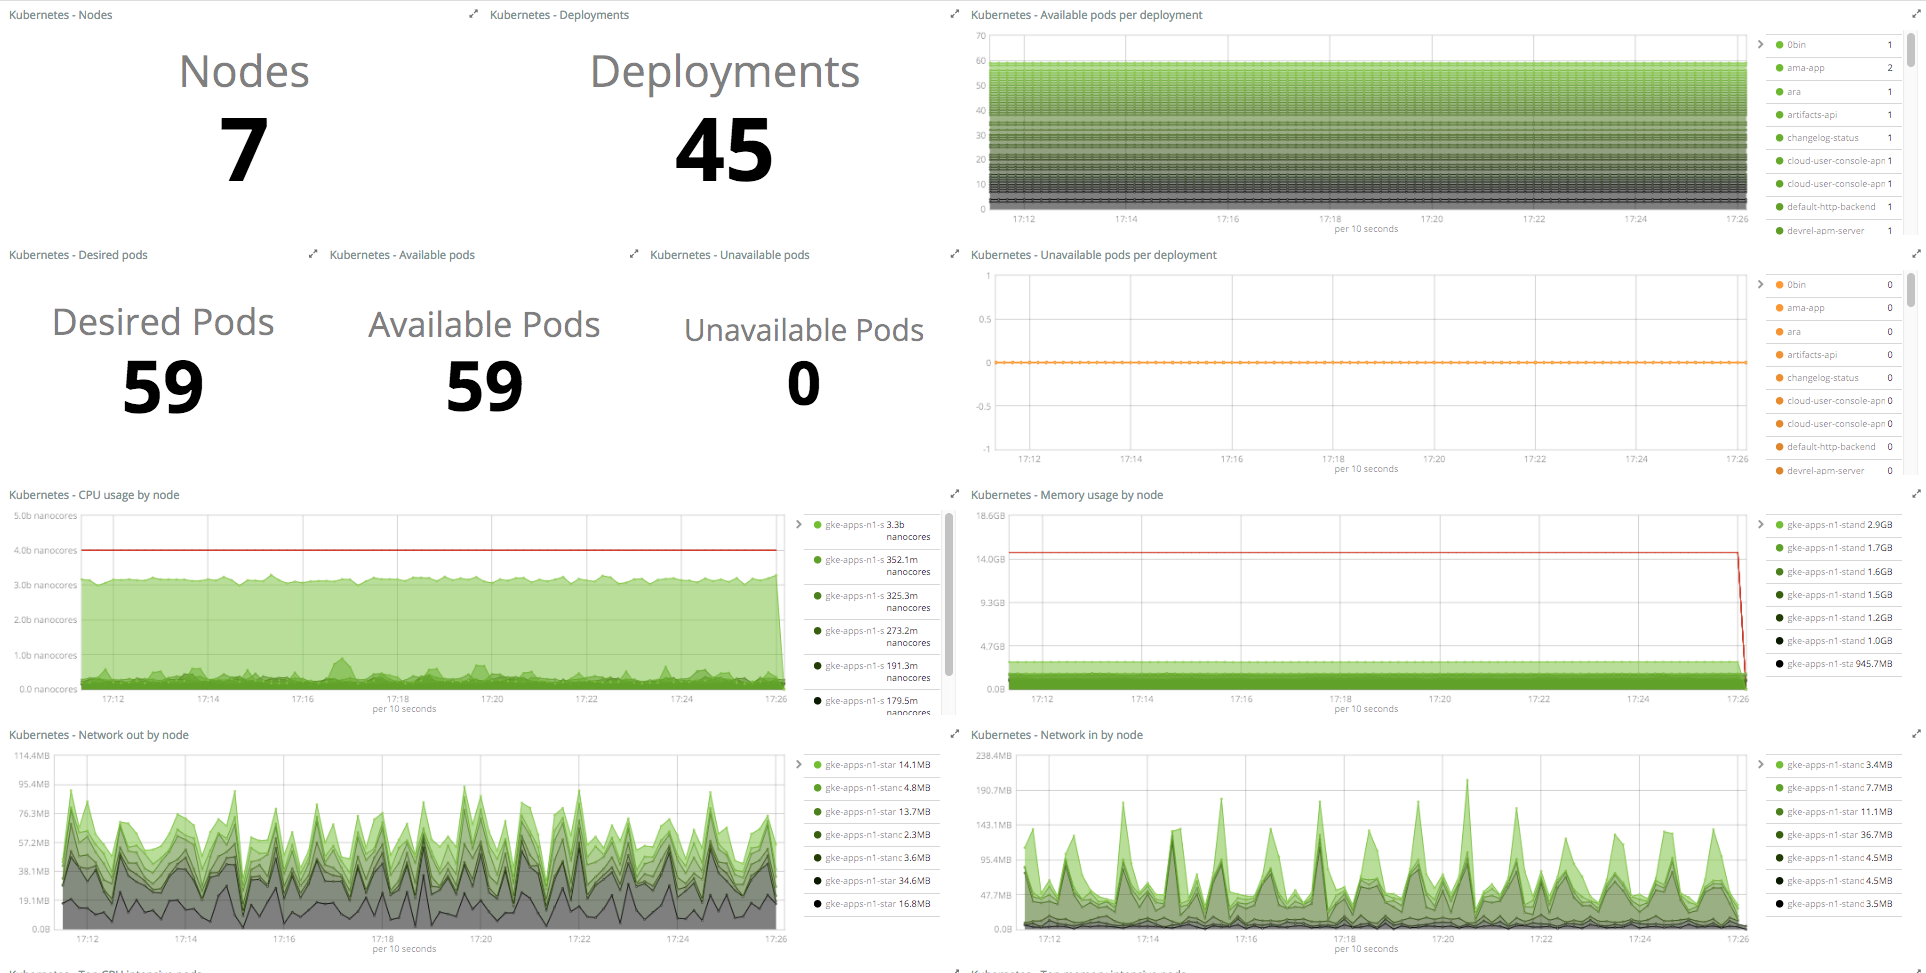 Kubernetes - Nodes
Nodes
7
Kubernetes - Deployments
Deployments
45
Kubernetes - Available pods per deployment
70
60
50
40
30
20
10
0
17:12 17:14 17:16 17:18 17:20 17:22 17:24 17:26
per 10 seconds
0bin 1
ama-app 2
ara 1
artifacts-api 1
changelog-status 1
cloud-user-console-apr 1
cloud-user-console-apr 1
default-http-backend 1
devrel-apm-server 1
Kubernetes - Desired pods
Desired Pods
59
Kubernetes - Available pods
Available Pods
59
Kubernetes - Unavailable pods
Unavailable Pods
0
Kubernetes - Unavailable pods per deployment
1
0.5
0
-0.5
-1
17:12 17:14 17:16 17:18 17:20 17:22 17:24 17:26
per 10 seconds
0bin 0
ama-app 0
ara 0
artifacts-api 0
changelog-status 0
cloud-user-console-apr 0
cloud-user-console-apr 0
default-http-backend 0
devrel-apm-server 0
Kubernetes - CPU usage by node
5.0b nanocores
4.0b nanocores
3.0b nanocores
2.0b nanocores
1.0b nanocores
0.0 nanocores
17:12 17:14 17:16 17:18 17:20 17:22 17:24 17:26
per 10 seconds
gke-apps-n1-s 3.3b
nanocores
gke-apps-n1-s 352.1m
nanocores
gke-apps-n1-s 325.3m
nanocores
gke-apps-n1-s 273.2m
nanocores
gke-apps-n1-s 191.3m
nanocores
gke-apps-n1-s 179.5m
nanocores
Kubernetes - Memory usage by node
18.6GB
14.0GB
9.3GB
4.7GB
0.0B
17:12 17:14 17:16 17:18 17:20 17:22 17:24 17:26
per 10 seconds
gke-apps-n1-stand 2.9GB
gke-apps-n1-stand 1.7GB
gke-apps-n1-stand 1.6GB
gke-apps-n1-stand 1.5GB
gke-apps-n1-stand 1.2GB
gke-apps-n1-stand 1.0GB
gke-apps-n1-sta 945.7MB
Kubernetes - Network out by node
114.4MB
95.4MB
76.3MB
57.2MB
38.1MB
19.1MB
0.0B
17:12 17:14 17:16 17:18 17:20 17:22 17:24 17:26
per 10 seconds
gke-apps-n1-star 14.1MB
gke-apps-n1-stanc 4.8MB
gke-apps-n1-star 13.7MB
gke-apps-n1-stanc 2.3MB
gke-apps-n1-stanc 3.6MB
gke-apps-n1-star 34.6MB
gke-apps-n1-star 16.8MB
Kubernetes - Network in by node
238.4MB
190.7MB
143.1MB
95.4MB
47.7MB
0.0B
17:12 17:14 17:16 17:18 17:20 17:22 17:24 17:26
per 10 seconds
gke-apps-n1-stanc 3.4MB
gke-apps-n1-stanc 7.7MB
gke-apps-n1-star 11.1MB
gke-apps-n1-star 36.7MB
gke-apps-n1-stanc 4.5MB
gke-apps-n1-stanc 4.5MB
gke-apps-n1-stanc 3.5MB
Kubernetes - Top CPU intensive pods
Kubernetes - Top memory intensive pods